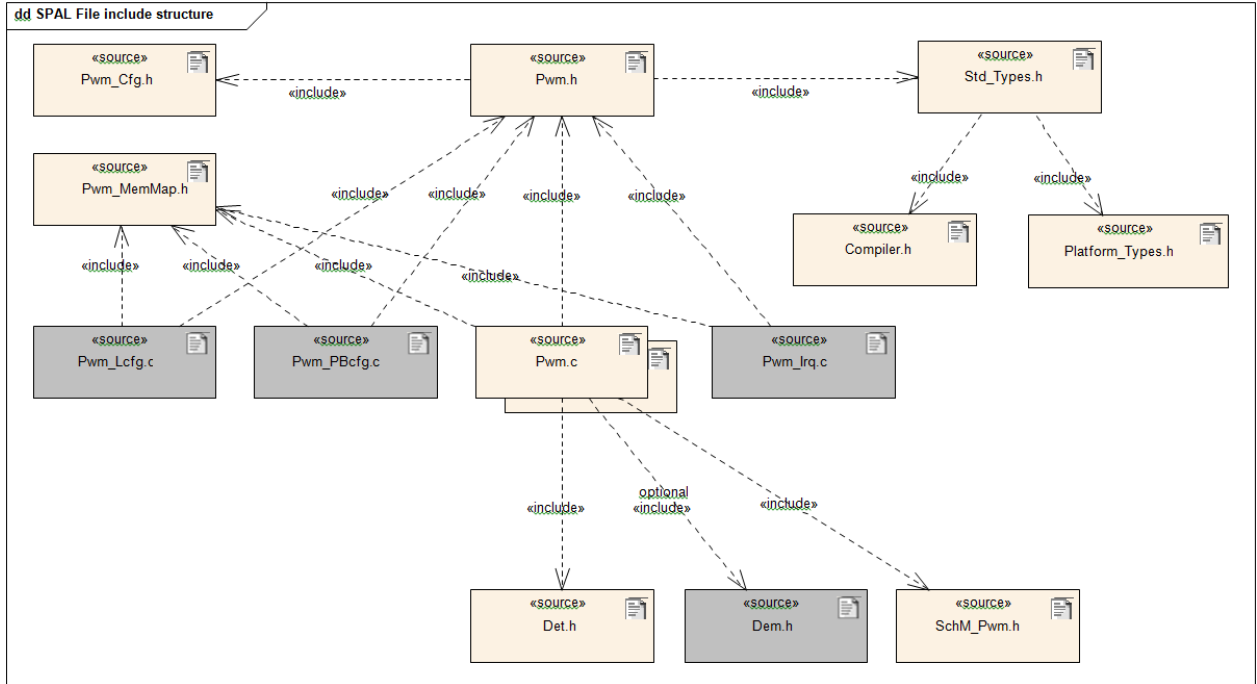 dd SPAL File include structure
«source»
Pwm_Cfg.h
«source»
Pwm.h
«source»
Std_Types.h
«include»
«include»
«source»
Pwm_MemMap.h
«include»
«include»
«include»
«include»
«include»
«include»
«source»
Compiler.h
«source»
Platform_Types.h
«include»
«include»
«include»
«include»
«source»
Pwm_Lcfg.c
«source»
Pwm_PBcfg.c
«source»
Pwm.c
«source»
Pwm_Irq.c
«include»
optional
«include»
«include»
«source»
Det.h
«source»
Dem.h
«source»
SchM_Pwm.h